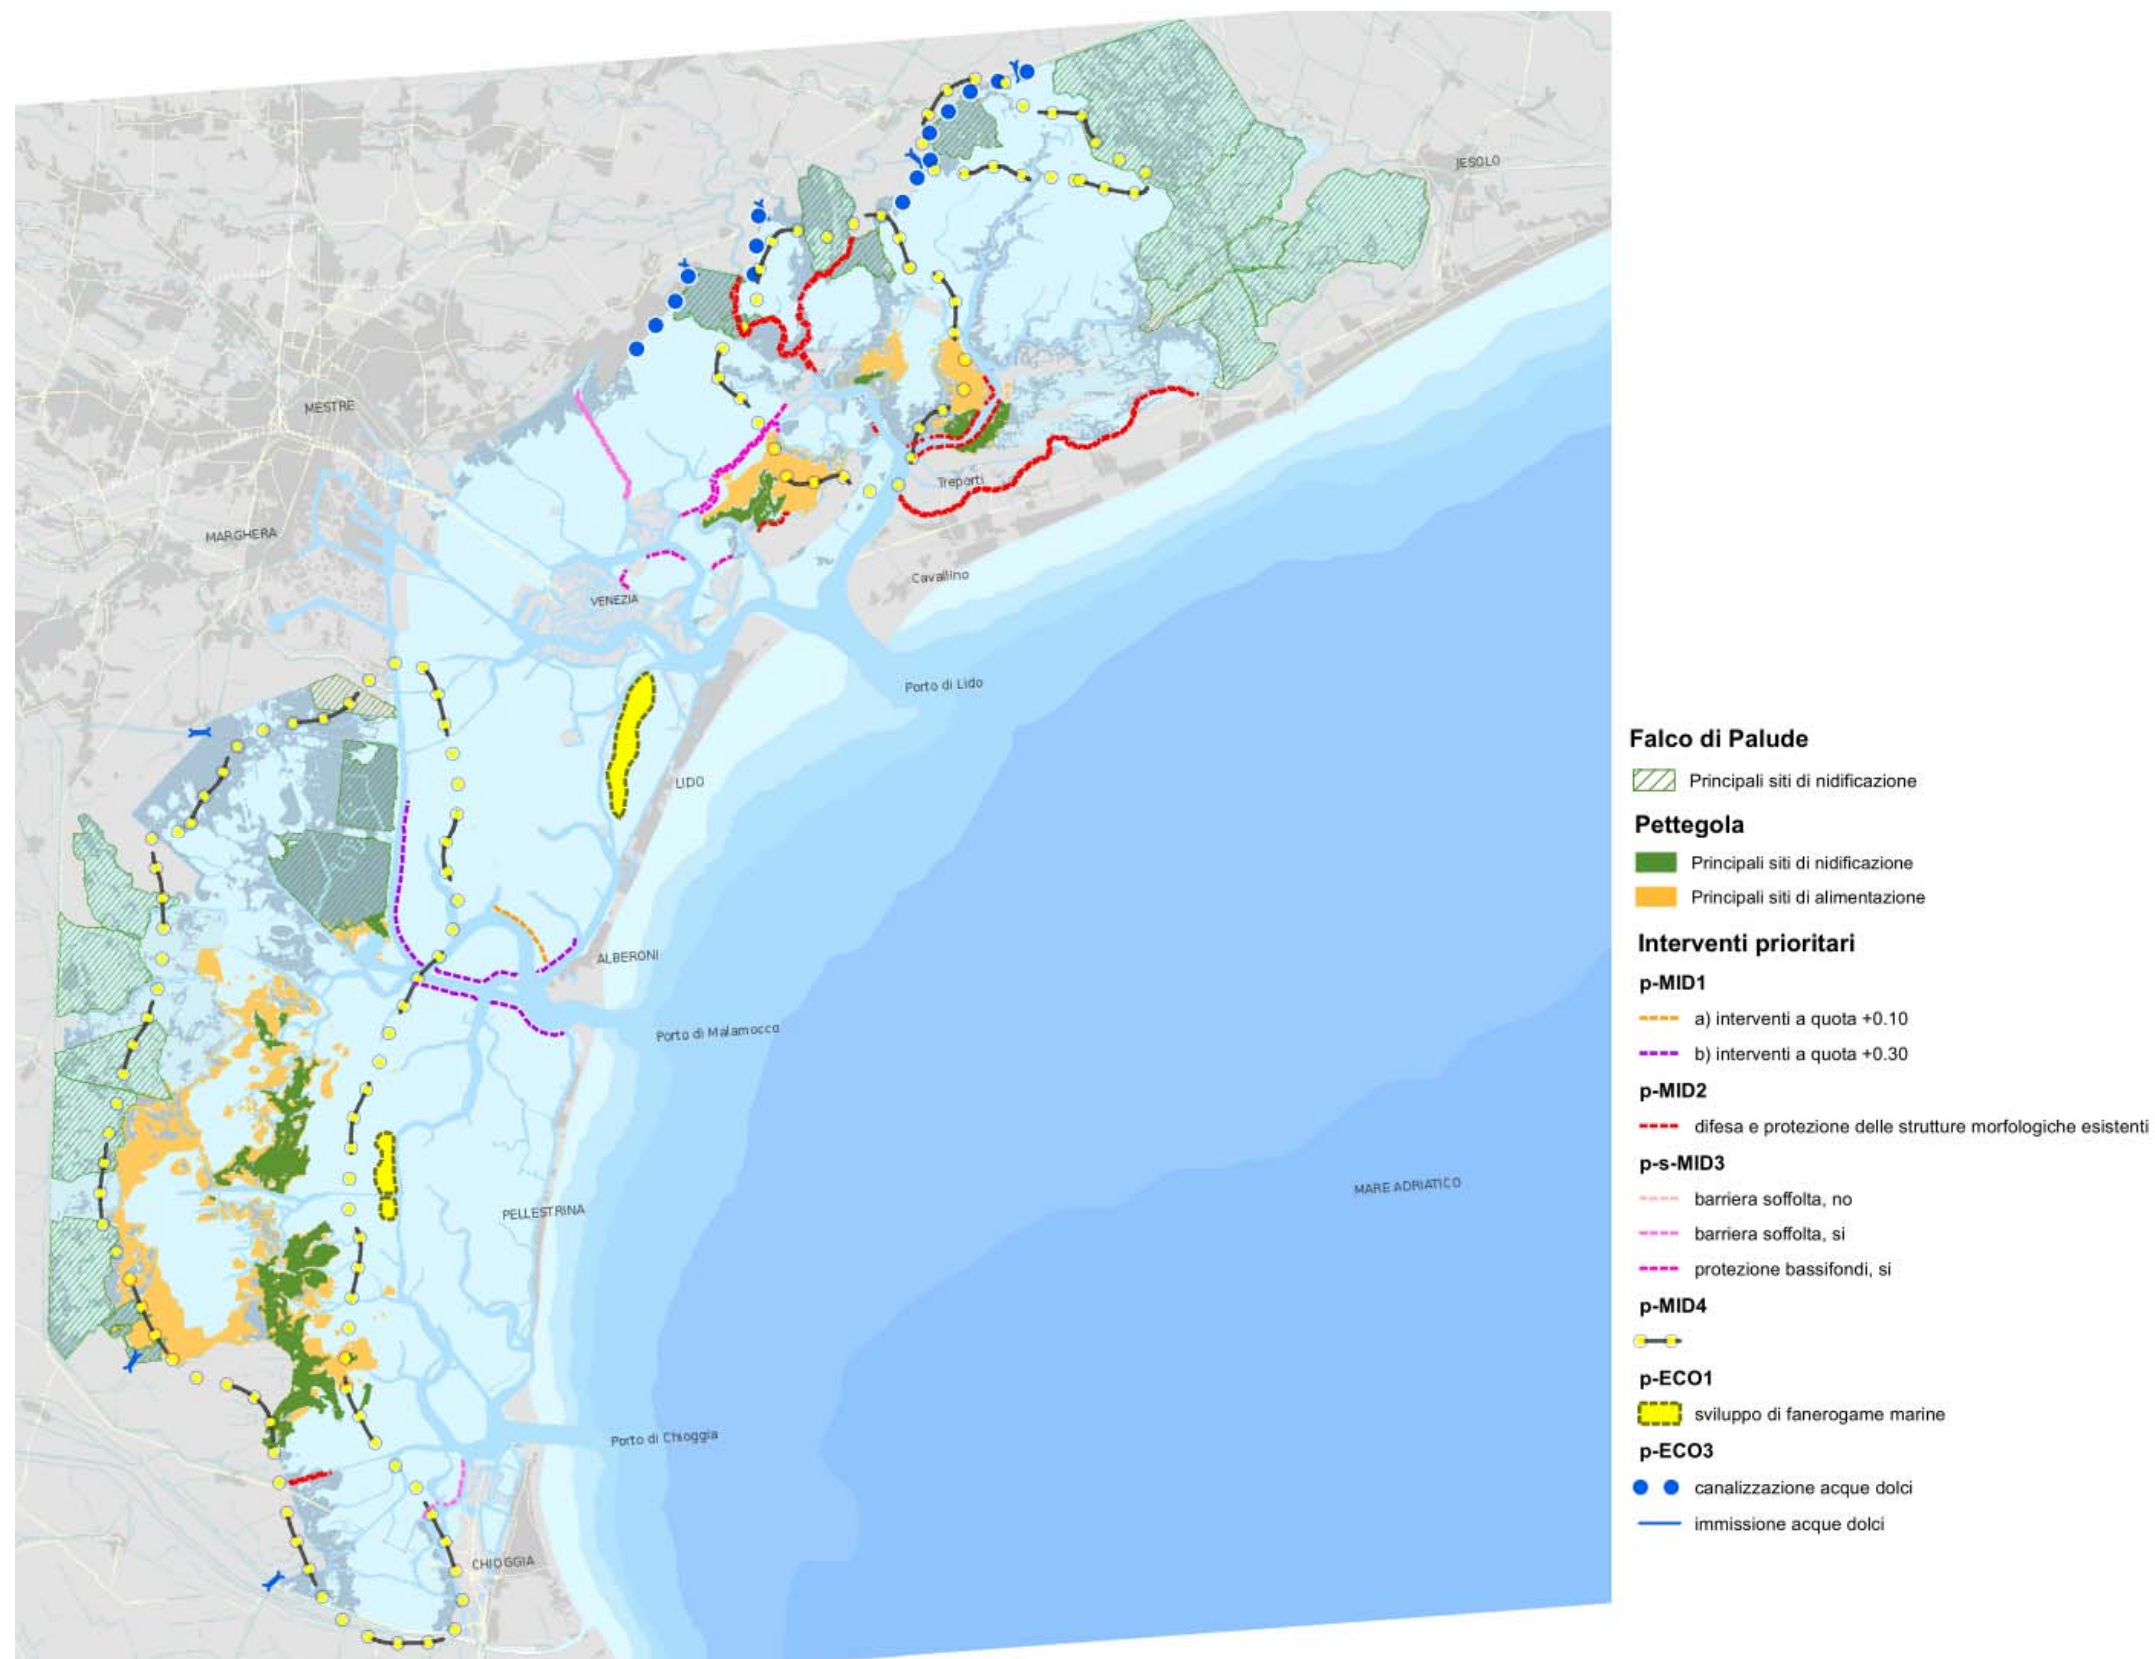 JESOLO
MESTRE
Treporti
MARGHERA
Cavallino
VENEZIA
Porto di Lido
LIDO
ALBERONI
Porto di Malamocco
MARE ADRIATICO
PELLESTRINA
Porto di Chioggia
CHIOGGIA
Falco di Palude
Principali siti di nidificazione
Pettegola
Principali siti di nidificazione
Principali siti di alimentazione
Interventi prioritari
p-MID1
a) interventi a quota +0.10
b) interventi a quota +0.30
p-MID2
difesa e protezione delle strutture morfologiche esistenti
p-s-MID3
barriera soffolta, no
barriera soffolta, si
protezione bassifondi, si
p-MID4
p-ECO1
sviluppo di fanerogame marine
p-ECO3
canalizzazione acque dolci
immissione acque dolci